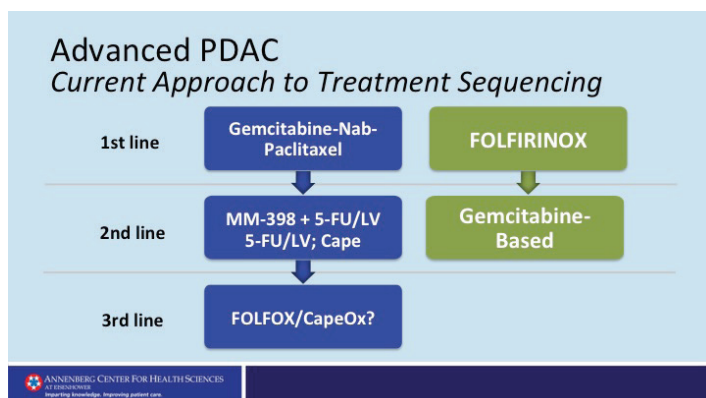 Advanced PDAC
Current Approach to Treatment Sequencing
1st line
Gemcitabine-Nab-
Paclitaxel
FOLFIRINOX
2nd line
MM-398 + 5-FU/LV
5-FU/LV; Cape
Gemcitabine-
Based
3rd line
FOLFOX/CapeOx?
ANNENBERG CENTER FOR HEALTH SCIENCES
AT EISENHOWER
Imparting knowledge. Improving patient care.